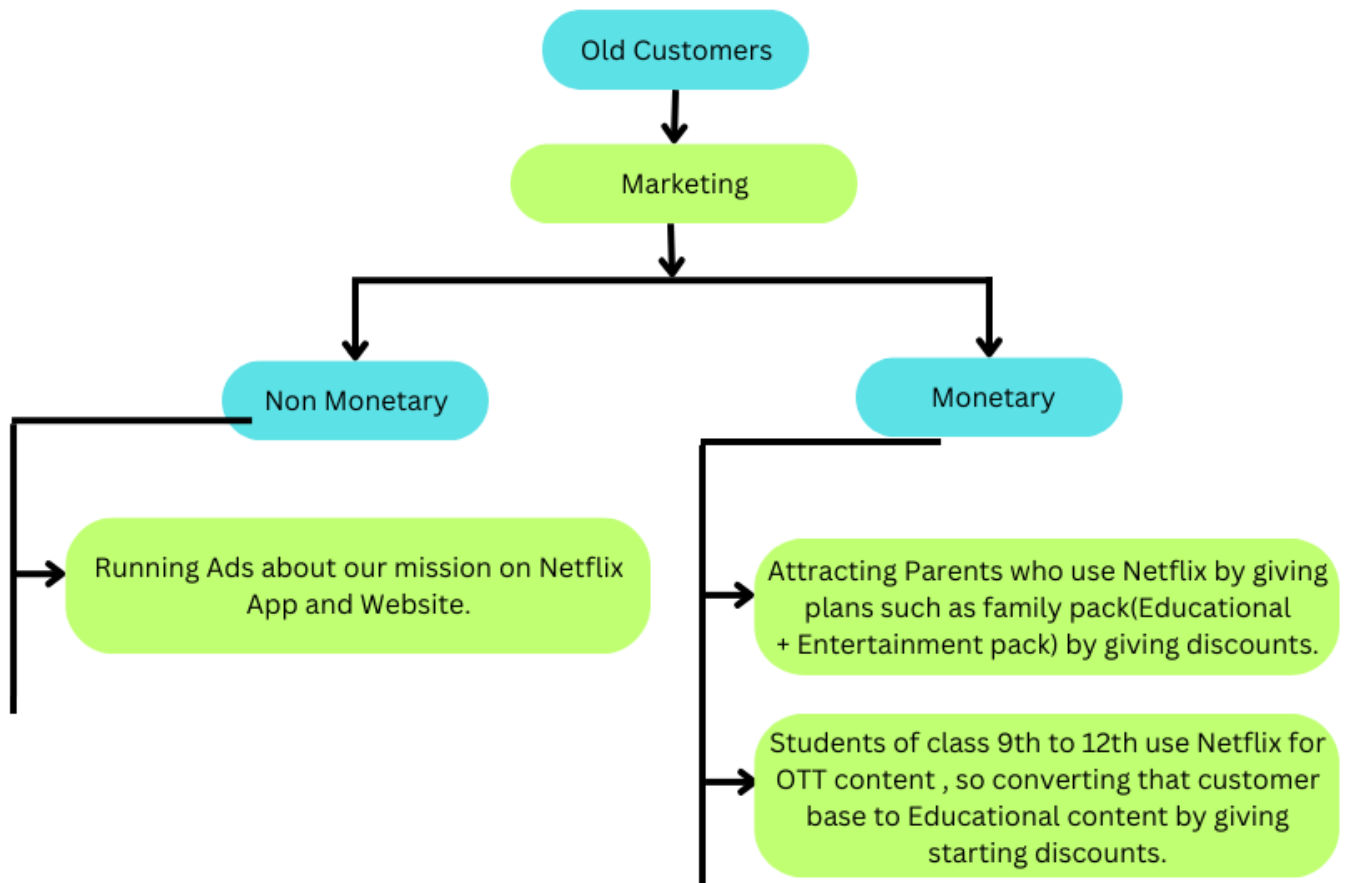 Old Customers
Marketing
Non Monetary
Monetary
Running Ads about our mission on Netflix
App and Website.
Attracting Parents who use Netflix by giving
plans such as family pack(Educational
+ Entertainment pack) by giving discounts.
Students of class 9th to 12th use Netflix for
OTT content , so converting that customer
base to Educational content by giving
starting discounts.